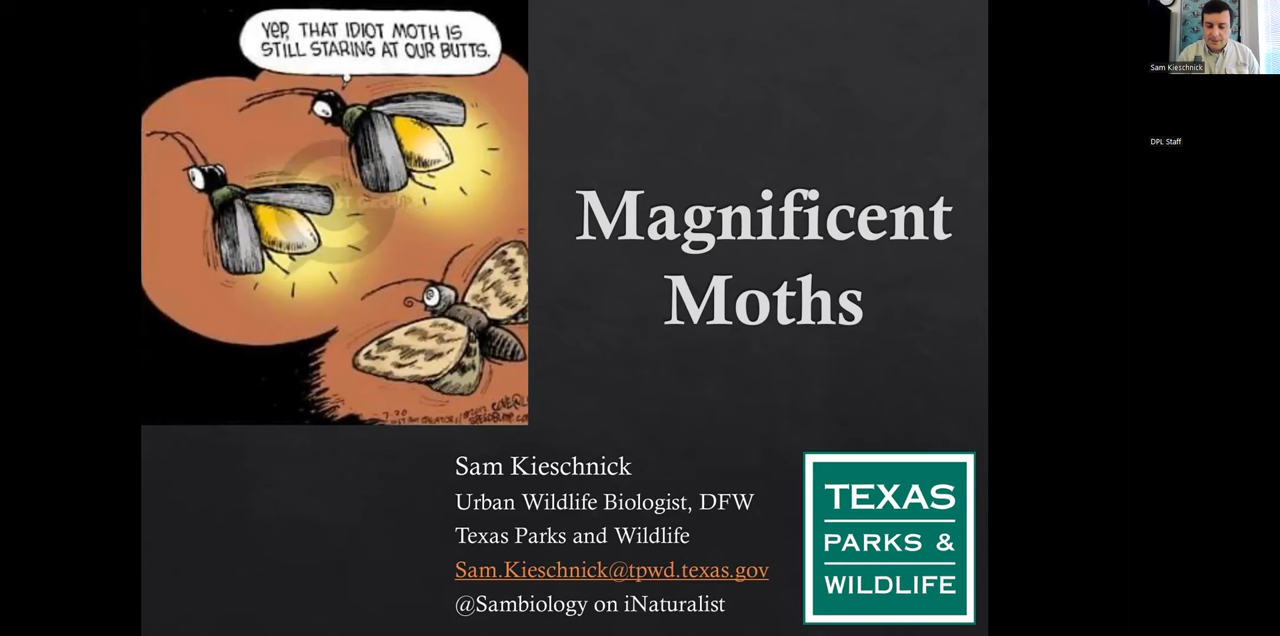 YEP, THAT IDIOT MOTH IS
STILL STARING AT OUR BUTTS.
Magnificent
Moths
Sam Kieschnick
Urban Wildlife Biologist, DFW
Texas Parks and Wildlife
Sam.Kieschnick@tpwd.texas.gov
@Sambiology on iNaturalist
TEXAS
PARKS &
WILDLIFE
Sam Kieschnick
DPL Staff